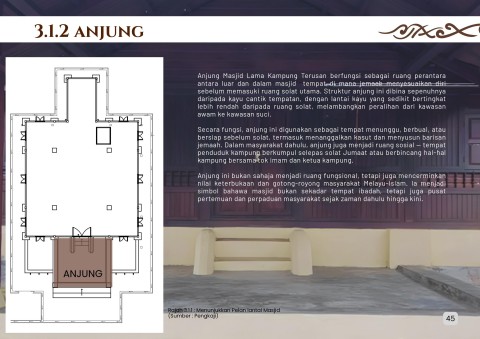 3.1.2 ANJUNG
Anjung Masjid Lama Kampung Terusan berfungsi sebagai ruang perantara
antara luar dan dalam masjid tempat di mana jemaah menyesuaikan diri
sebelum memasuki ruang solat utama. Struktur anjung ini dibina sepenuhnya
daripada kayu cantik tempatan, dengan lantai kayu yang sedikit bertingkat
lebih rendah daripada ruang solat, melambangkan peralihan dari kawasan
awam ke kawasan suci.
Secara fungsi, anjung ini digunakan sebagai tempat menunggu, berbual, atau
bersiap sebelum solat, termasuk menanggalkan kasut dan menyusun barisan
jemaah. Dalam masyarakat dahulu, anjung juga menjadi ruang sosial — tempat
penduduk kampung berkumpul selepas solat Jumaat atau berbincang hal-hal
kampung bersama tok imam dan ketua kampung.
Anjung ini bukan sahaja menjadi ruang fungsional, tetapi juga mencerminkan
nilai keterbukaan dan gotong-royong masyarakat Melayu-Islam. Ia menjadi
simbol bahawa masjid bukan sekadar tempat ibadah, tetapi juga pusat
pertemuan dan perpaduan masyarakat sejak zaman dahulu hingga kini.
ANJUNG
Menunjukkan Pelan lantai Masjid
(Sumber : Pengkaji)
45